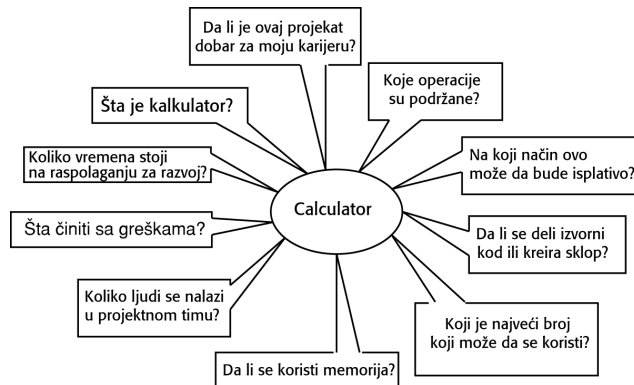 Da li je ovaj projekat
dobar za moju karijeru?
Koje operacije
su podržane?
Šta je kalkulator?
Koliko vremena stoji
na raspolaganju za razvoj?
Na koji način ovo
može da bude isplativo?
Calculator
Šta činiti sa greškama?
Da li se deli izvorni
kod ili kreira sklop?
Koliko ljudi se nalazi
u projektnom timu?
Koji je najveći broj
koji može da se koristi?
Da li se koristi memorija?